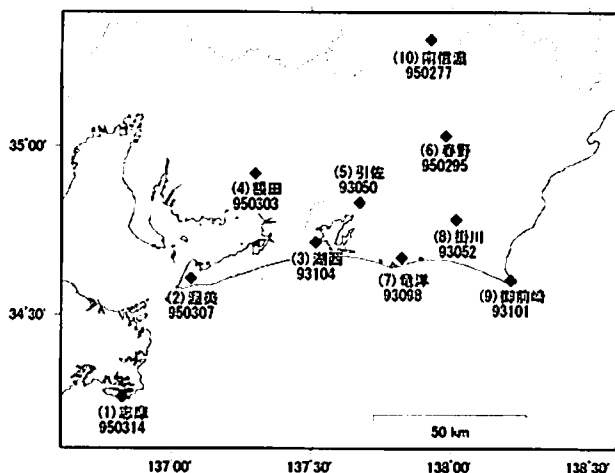 (10) 南信濃
950277
35°00'
(6) 春野
950295
(5) 引佐
93050
(4) 額田
950303
(8) 掛川
93052
(3) 湖西
93104
(7) 竜洋
93098
(2) 渥美
950307
(9) 御前崎
93101
34°30'
(1) 志摩
950314
50 km
137°00'
137°30'
138°00'
138°30'